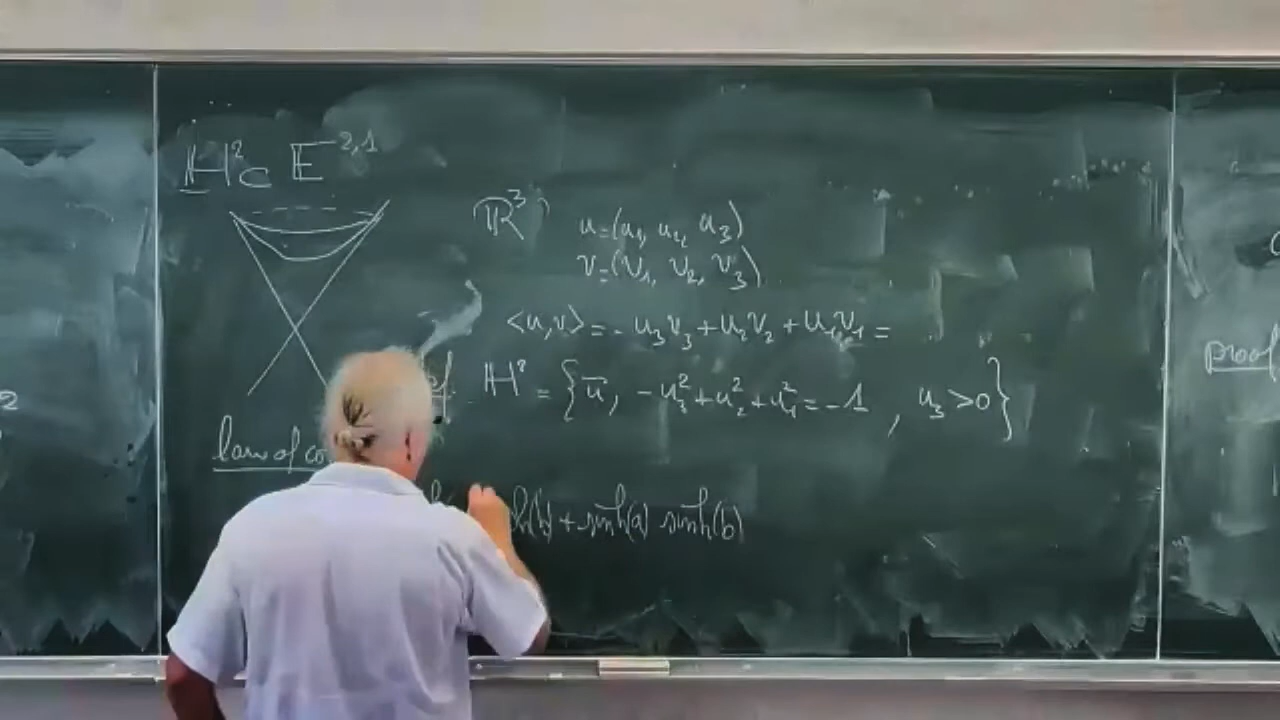 ℍ² ⊂ 𝔼^{2,1}
ℝ³, u=(u₁, u₂, u₃)
v=(v₁, v₂, v₃)
<u,v> = - u₃v₃ + u₂v₂ + u₁v₁ =
ℍ² = {u̅, -u₃² + u₂² + u₁² = -1, u₃ > 0}
law of
h(b) + sinh(a) sinh(b)
proof
2